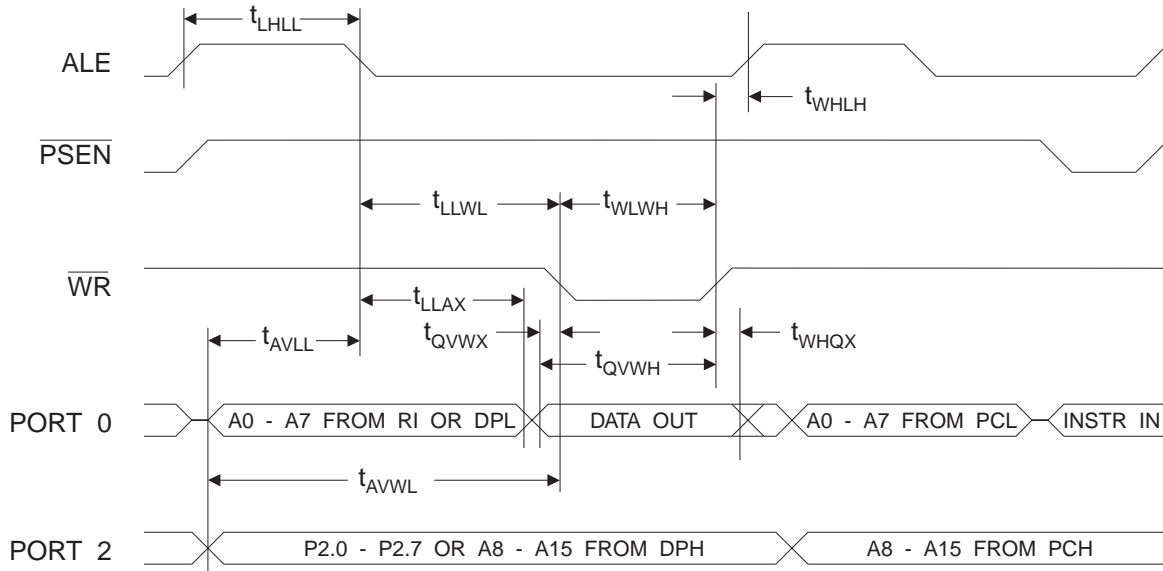 tLHLL
ALE
tWHLH
PSEN
tLLWL
tWLWH
WR
tLLAX
tQVWX
tWHQX
tAVLL
tQVWH
PORT 0
A0 - A7 FROM RI OR DPL
DATA OUT
A0 - A7 FROM PCL
INSTR IN
tAVWL
PORT 2
P2.0 - P2.7 OR A8 - A15 FROM DPH
A8 - A15 FROM PCH